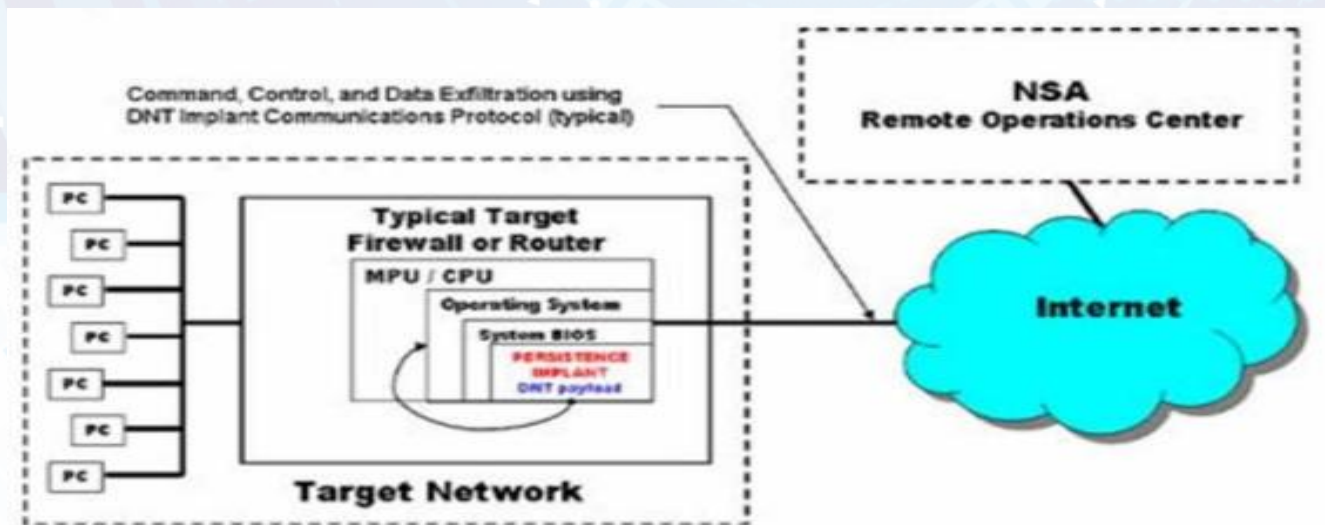 Command, Control, and Data Exfiltration using
DNT Implant Communications Protocol (typical)
NSA
Remote Operations Center
PC
PC
PC
PC
PC
PC
PC
Typical Target
Firewall or Router
MPU / CPU
Operating System
System BIOS
PERSISTENCE
IMPLANT
DNT payload
Internet
Target Network